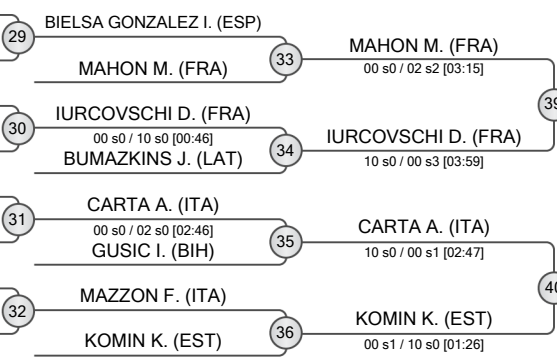 29
BIELSA GONZALEZ I. (ESP)
MAHON M. (FRA)
33
MAHON M. (FRA)
00 s0 / 02 s2 [03:15]
39
30
IURCOVSCHI D. (FRA)
00 s0 / 10 s0 [00:46]
BUMAZKINS J. (LAT)
34
IURCOVSCHI D. (FRA)
10 s0 / 00 s3 [03:59]
31
CARTA A. (ITA)
00 s0 / 02 s0 [02:46]
GUSIC I. (BIH)
35
CARTA A. (ITA)
10 s0 / 00 s1 [02:47]
40
32
MAZZON F. (ITA)
KOMIN K. (EST)
36
KOMIN K. (EST)
00 s1 / 10 s0 [01:26]